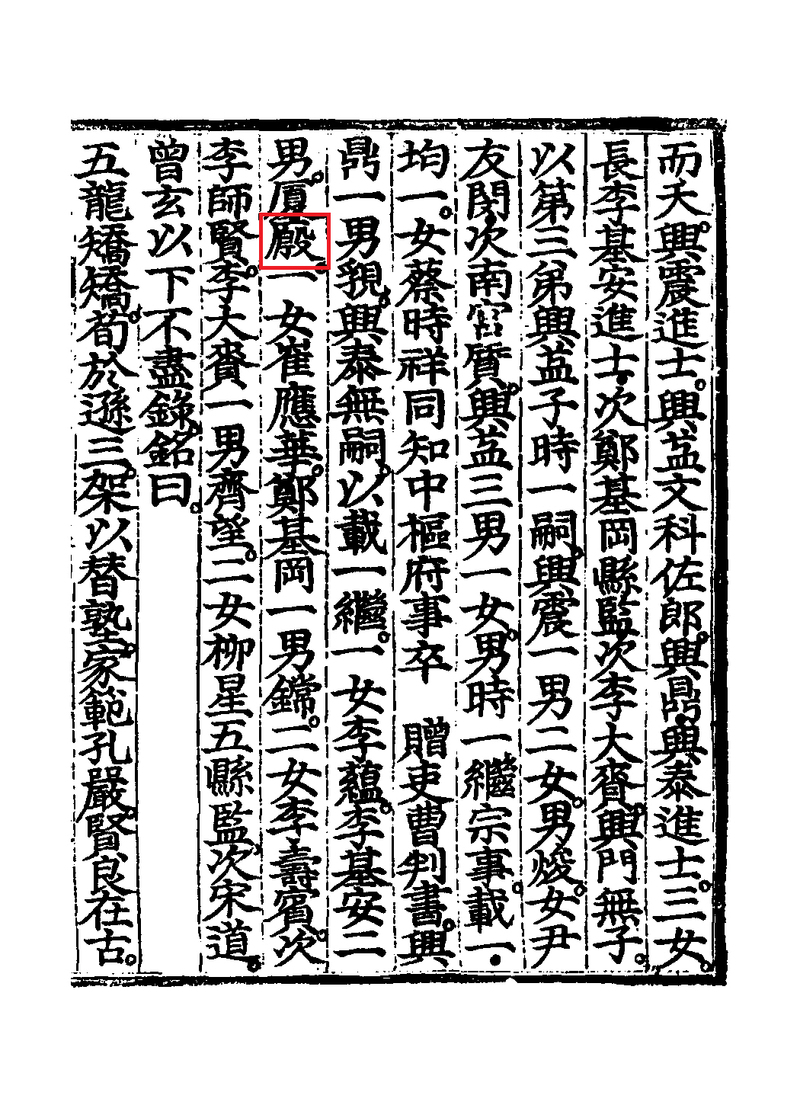 而夭。興震進士。興益文科佐郎。興鼎。興泰進士。三女。
長李基安進士。次鄭基岡縣監次李大賚。興門無子。
以第三弟興益子時一嗣。興震一男二女。男焌。女尹
友閔。次南宮質。興益三男一女。男時一繼宗事。載一。
均一。女蔡時祥同知中樞府事卒　贈吏曹判書。興
鼎一男貌。興泰無嗣。以載一繼。一女李蘊。李基安二
男。厦廏。一女崔應華。鄭基岡一男鐺。二女李壽賓。次
李師賢。李大賚一男齊望。二女柳星五縣監。次宋道。
曾玄以下不盡錄。銘曰。
五龍矯矯。荀於遜三。架以替塾。家範孔嚴。賢良在古。